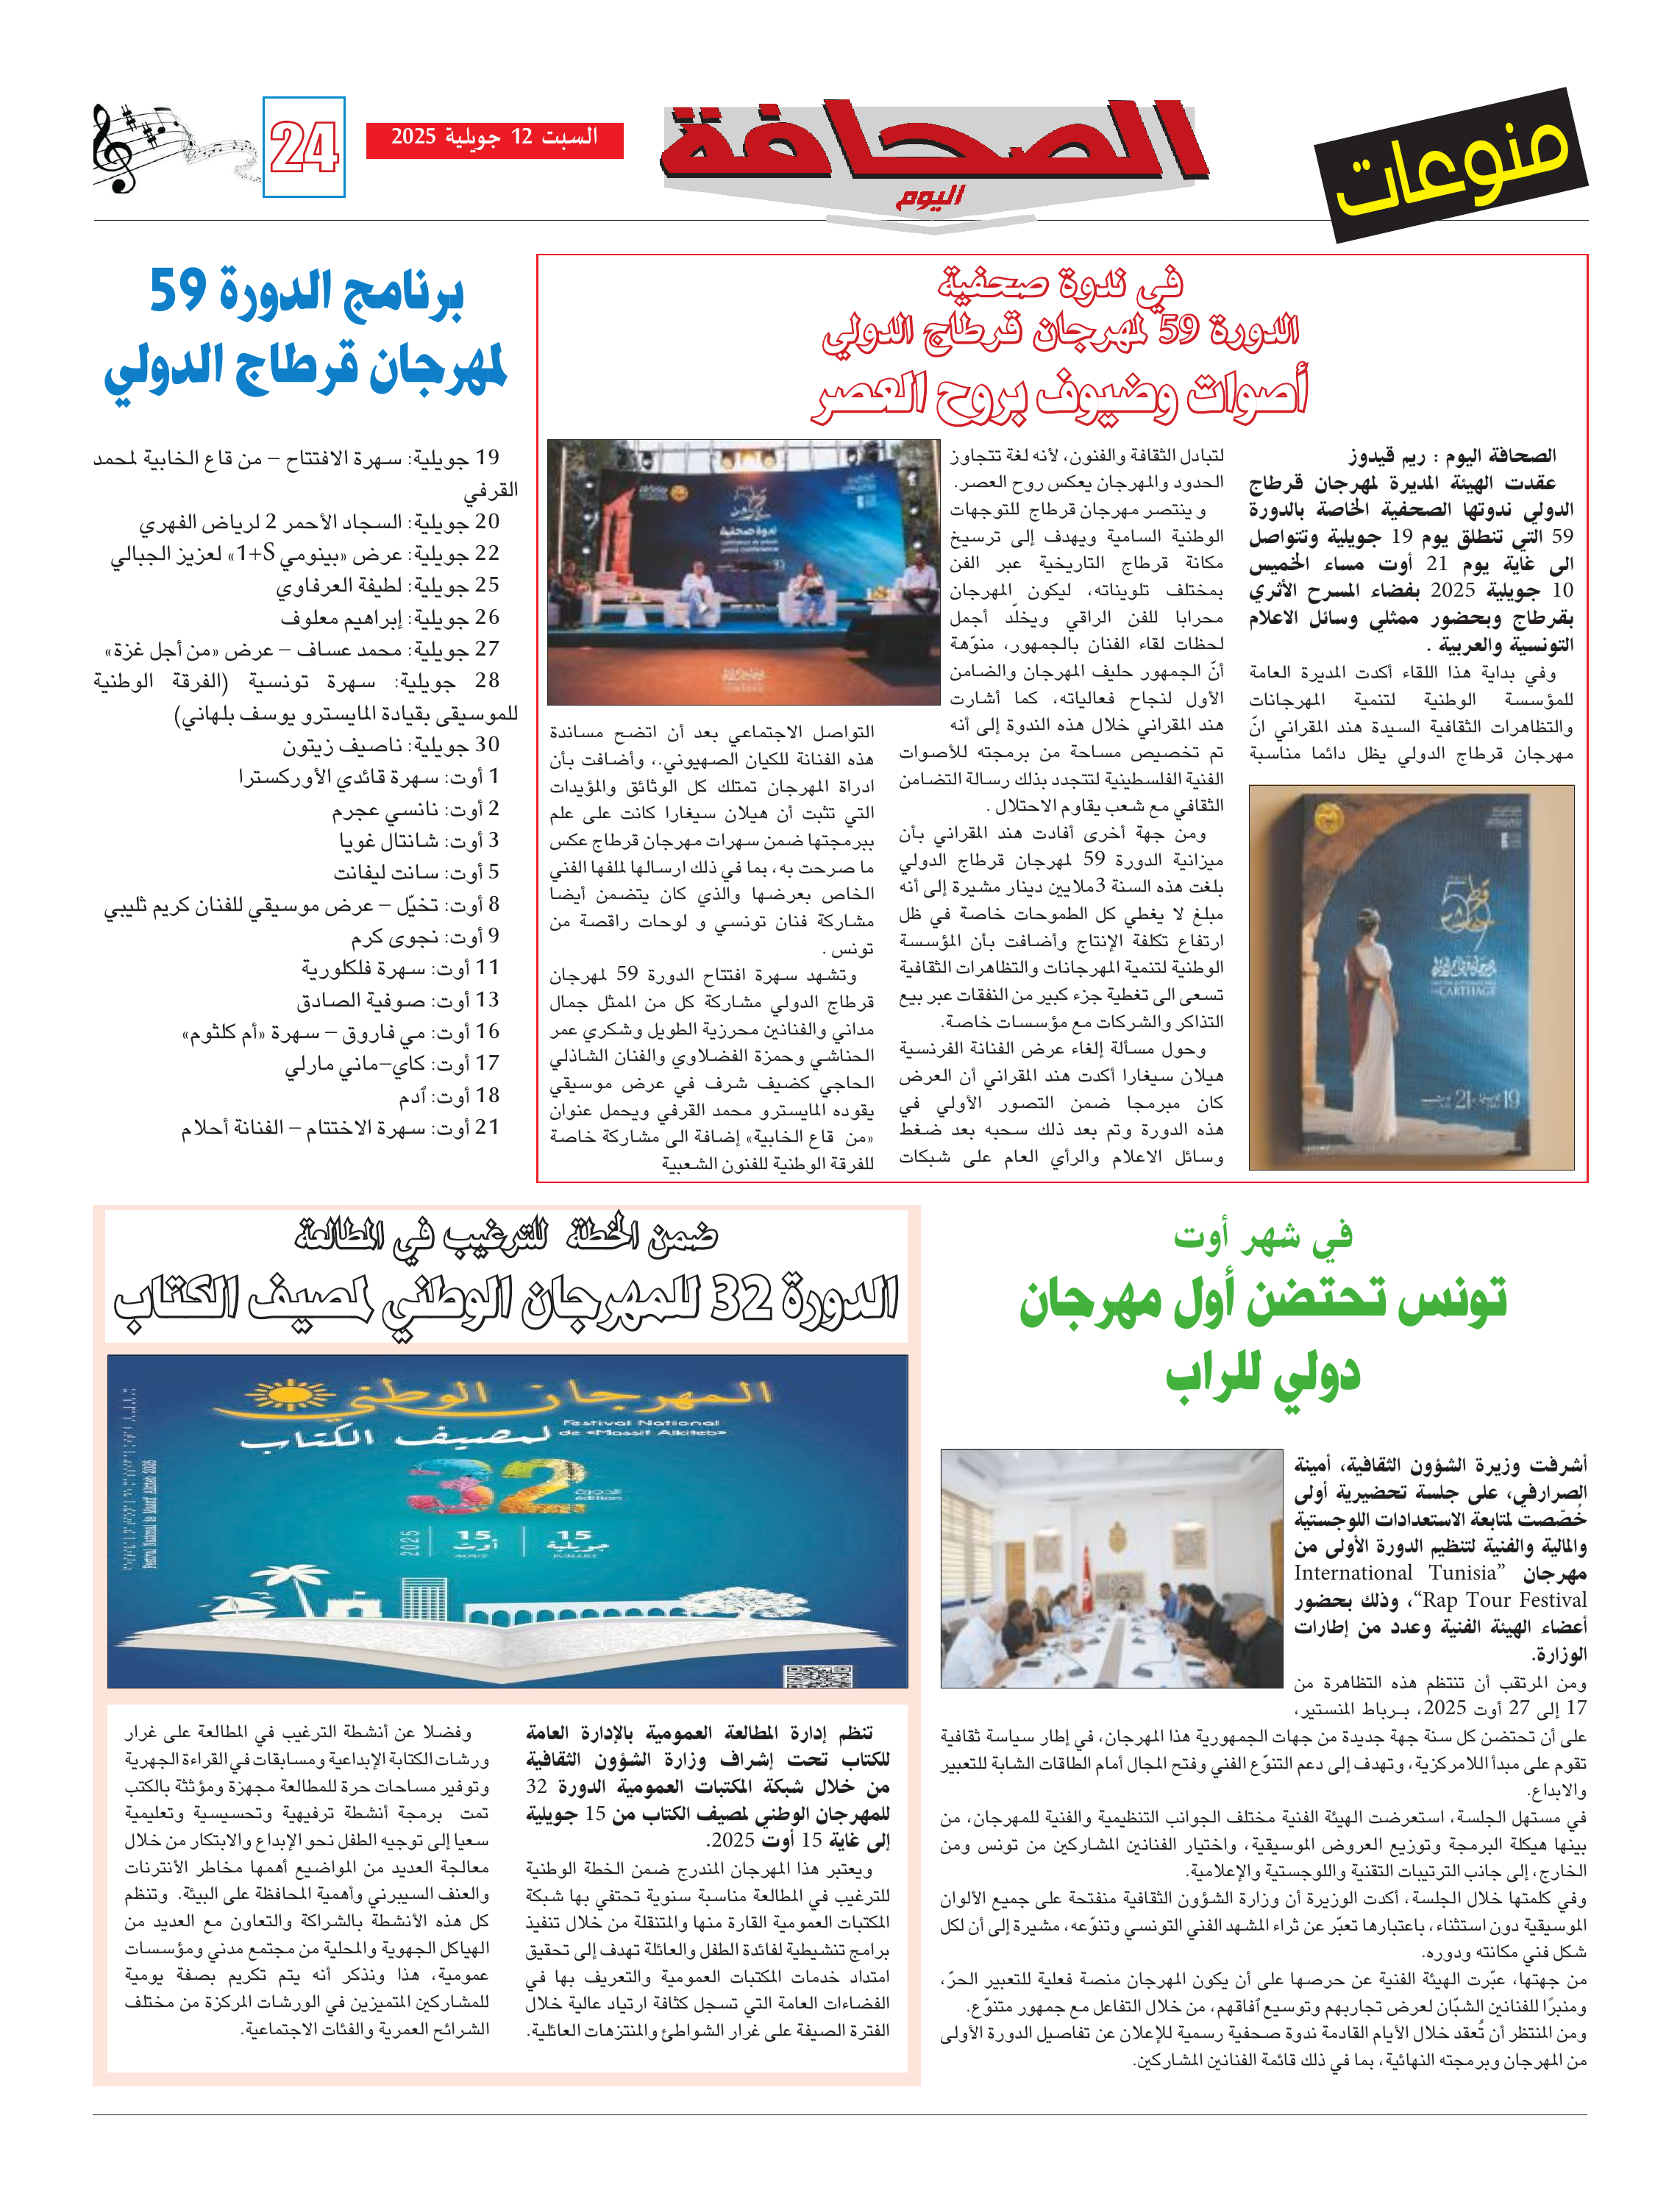 منوعات
الصحافة
اليوم
السبت 12 جويلية 2025
24
في ندوة صحفية
الدورة 59 لمهرجان قرطاج الدولي
أصوات وضيوف بروح العصر
الصحافة اليوم : ريم قيدوز
عقدت الهيئة المديرة لمهرجان قرطاج
الدولي ندوتها الصحفية الخاصة بالدورة
59 التي تنطلق يوم 19 جويلية وتتواصل
الى غاية يوم 21 أوت مساء الخميس
10 جويلية 2025 بفضاء المسرح الأثري
بقرطاج وبحضور ممثلي وسائل الاعلام
التونسية والعربية .
وفي بداية هذا اللقاء أكدت المديرة العامة
للمؤسسة الوطنية لتنمية المهرجانات
والتظاهرات الثقافية السيدة هند المقراني انّ
مهرجان قرطاج الدولي يظل دائما مناسبة
لتبادل الثقافة والفنون، لأنه لغة تتجاوز
الحدود والمهرجان يعكس روح العصر.
و ينتصر مهرجان قرطاج للتوجهات
الوطنية السامية ويهدف إلى ترسيخ
مكانة قرطاج التاريخية عبر الفن
بمختلف تلويناته، ليكون المهرجان
محرابا للفن الراقي ويخلّد أجمل
لحظات لقاء الفنان بالجمهور، منوّهة
أنّ الجمهور حليف المهرجان والضامن
الأول لنجاح فعالياته، كما أشارت
هند المقراني خلال هذه الندوة إلى أنه
تم تخصيص مساحة من برمجته للأصوات
الفنية الفلسطينية لتتجدد بذلك رسالة التضامن
الثقافي مع شعب يقاوم الاحتلال .
ومن جهة أخرى أفادت هند المقراني بأن
ميزانية الدورة 59 لمهرجان قرطاج الدولي
بلغت هذه السنة 3ملايين دينار مشيرة إلى أنه
مبلغ لا يغطي كل الطموحات خاصة في ظل
ارتفاع تكلفة الإنتاج وأضافت بأن المؤسسة
الوطنية لتنمية المهرجانات والتظاهرات الثقافية
تسعى الى تغطية جزء كبير من النفقات عبر بيع
التذاكر والشركات مع مؤسسات خاصة.
وحول مسألة إلغاء عرض الفنانة الفرنسية
هيلان سيغارا أكدت هند المقراني أن العرض
كان مبرمجا ضمن التصور الأولي في
هذه الدورة وتم بعد ذلك سحبه بعد ضغط
وسائل الاعلام والرأي العام على شبكات
التواصل الاجتماعي بعد أن اتضح مساندة
هذه الفنانة للكيان الصهيوني.، وأضافت بأن
ادراة المهرجان تمتلك كل الوثائق والمؤيدات
التي تثبت أن هيلان سيغارا كانت على علم
ببرمجتها ضمن سهرات مهرجان قرطاج عكس
ما صرحت به، بما في ذلك ارسالها لملفها الفني
الخاص بعرضها والذي كان يتضمن أيضا
مشاركة فنان تونسي و لوحات راقصة من
تونس .
وتشهد سهرة افتتاح الدورة 59 لمهرجان
قرطاج الدولي مشاركة كل من الممثل جمال
مداني والفنانين محرزية الطويل وشكري عمر
الحناشي وحمزة الفضلاوي والفنان الشاذلي
الحاجي كضيف شرف في عرض موسيقي
يقوده المايسترو محمد القرفي ويحمل عنوان
«من قاع الخابية» إضافة الى مشاركة خاصة
للفرقة الوطنية للفنون الشعبية
ندوة صحفية
CARTHAGE
برنامج الدورة 59
لمهرجان قرطاج الدولي
19 جويلية: سهرة الافتتاح – من قاع الخابية لمحمد
القرفي
20 جويلية: السجاد الأحمر 2 لرياض الفهري
22 جويلية: عرض «بينومي S+1» لعزيز الجبالي
25 جويلية: لطيفة العرفاوي
26 جويلية: إبراهيم معلوف
27 جويلية: محمد عساف – عرض «من أجل غزة»
28 جويلية: سهرة تونسية (الفرقة الوطنية
للموسيقى بقيادة المايسترو يوسف بلهاني)
30 جويلية: ناصيف زيتون
1 أوت: سهرة قائدي الأوركسترا
2 أوت: نانسي عجرم
3 أوت: شانتال غويا
5 أوت: سانت ليفانت
8 أوت: تخيّل – عرض موسيقي للفنان كريم ثليبي
9 أوت: نجوى كرم
11 أوت: سهرة فلكلورية
13 أوت: صوفية الصادق
16 أوت: مي فاروق – سهرة «أم كلثوم»
17 أوت: كاي–ماني مارلي
18 أوت: آدم
21 أوت: سهرة الاختتام – الفنانة أحلام
في شهر أوت
تونس تحتضن أول مهرجان
دولي للراب
أشرفت وزيرة الشؤون الثقافية، أمينة
الصرارفي، على جلسة تحضيرية أولى
خُصّصت لمتابعة الاستعدادات اللوجستية
والمالية والفنية لتنظيم الدورة الأولى من
مهرجان "International Tunisia
Rap Tour Festival"، وذلك بحضور
أعضاء الهيئة الفنية وعدد من إطارات
الوزارة.
ومن المرتقب أن تنتظم هذه التظاهرة من
17 إلى 27 أوت 2025، برباط المنستير،
على أن تحتضن كل سنة جهة جديدة من جهات الجمهورية هذا المهرجان، في إطار سياسة ثقافية
تقوم على مبدأ اللامركزية، وتهدف إلى دعم التنوّع الفني وفتح المجال أمام الطاقات الشابة للتعبير
والابداع.
في مستهل الجلسة، استعرضت الهيئة الفنية مختلف الجوانب التنظيمية والفنية للمهرجان، من
بينها هيكلة البرمجة وتوزيع العروض الموسيقية، واختيار الفنانين المشاركين من تونس ومن
الخارج، إلى جانب الترتيبات التقنية واللوجستية والإعلامية.
وفي كلمتها خلال الجلسة، أكدت الوزيرة أن وزارة الشؤون الثقافية منفتحة على جميع الألوان
الموسيقية دون استثناء، باعتبارها تعبّر عن ثراء المشهد الفني التونسي وتنوّعه، مشيرة إلى أن لكل
شكل فني مكانته ودوره.
من جهتها، عبّرت الهيئة الفنية عن حرصها على أن يكون المهرجان منصة فعلية للتعبير الحرّ،
ومنبرًا للفنانين الشبّان لعرض تجاربهم وتوسيع آفاقهم، من خلال التفاعل مع جمهور متنوّع.
ومن المنتظر أن تُعقد خلال الأيام القادمة ندوة صحفية رسمية للإعلان عن تفاصيل الدورة الأولى
من المهرجان وبرمجته النهائية، بما في ذلك قائمة الفنانين المشاركين.
ضمن الخطة للترغيب في المطالعة
الدورة 32 للمهرجان الوطني لمصيف الكتاب
المهرجان الوطني
Festival National
de «Massif Alkiteb»
لمصيف الكتاب
32
الدورة
édition
15 جويلية
15 أوت
2025
تنظم إدارة المطالعة العمومية بالإدارة العامة
للكتاب تحت إشراف وزارة الشؤون الثقافية
من خلال شبكة المكتبات العمومية الدورة 32
للمهرجان الوطني لمصيف الكتاب من 15 جويلية
إلى غاية 15 أوت 2025.
ويعتبر هذا المهرجان المندرج ضمن الخطة الوطنية
للترغيب في المطالعة مناسبة سنوية تحتفي بها شبكة
المكتبات العمومية القارة منها والمتنقلة من خلال تنفيذ
برامج تنشيطية لفائدة الطفل والعائلة تهدف إلى تحقيق
امتداد خدمات المكتبات العمومية والتعريف بها في
الفضاءات العامة التي تسجل كثافة ارتياد عالية خلال
الفترة الصيفة على غرار الشواطئ والمنتزهات العائلية.
وفضلا عن أنشطة الترغيب في المطالعة على غرار
ورشات الكتابة الإبداعية ومسابقات في القراءة الجهرية
وتوفير مساحات حرة للمطالعة مجهزة ومؤثثة بالكتب
تمت برمجة أنشطة ترفيهية وتحسيسية وتعليمية
سعيا إلى توجيه الطفل نحو الإبداع والابتكار من خلال
معالجة العديد من المواضيع أهمها مخاطر الأنترنات
والعنف السيبرني وأهمية المحافظة على البيئة. وتنظم
كل هذه الأنشطة بالشراكة والتعاون مع العديد من
الهياكل الجهوية والمحلية من مجتمع مدني ومؤسسات
عمومية، هذا ونذكر أنه يتم تكريم بصفة يومية
للمشاركين المتميزين في الورشات المركزة من مختلف
الشرائح العمرية والفئات الاجتماعية.